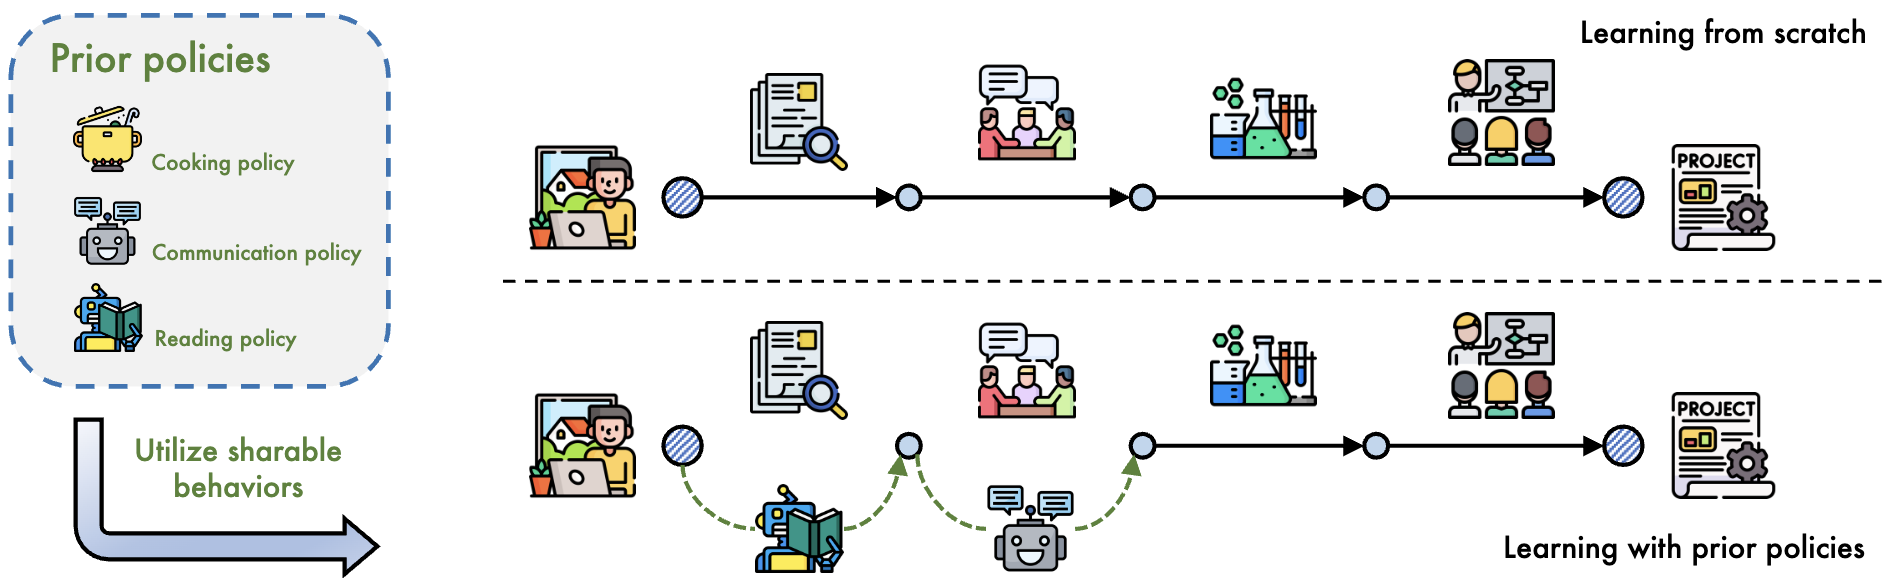 Prior policies
Cooking policy
Communication policy
Reading policy
Utilize sharable
behaviors
Learning from scratch
PROJECT
PROJECT
Learning with prior policies